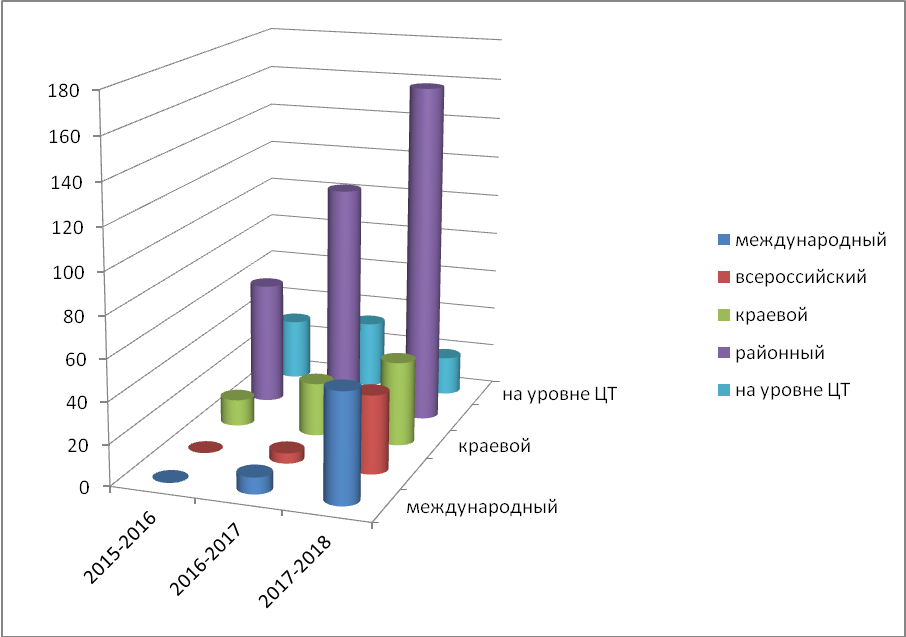 180
160
140
120
100
80
60
40
20
0
2015-2016
2016-2017
2017-2018
международный
краевой
на уровне ЦТ
международный
всероссийский
краевой
районный
на уровне ЦТ